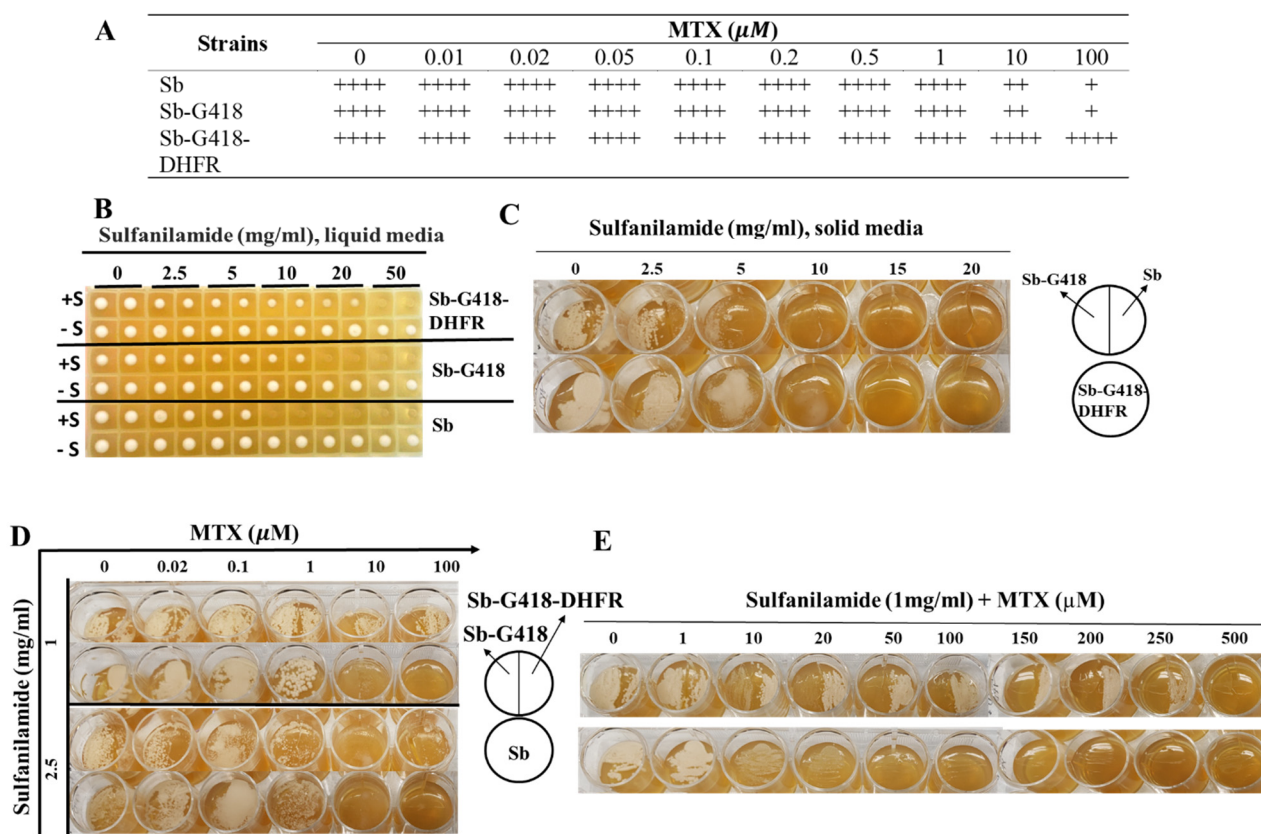 A
Strains MTX (μM)
0 0.01 0.02 0.05 0.1 0.2 0.5 1 10 100
Sb ++++ ++++ ++++ ++++ ++++ ++++ ++++ ++++ ++ +
Sb-G418 ++++ ++++ ++++ ++++ ++++ ++++ ++++ ++++ ++ +
Sb-G418- ++++ ++++ ++++ ++++ ++++ ++++ ++++ ++++ ++++ ++++
DHFR
B
Sulfanilamide (mg/ml), liquid media
0 2.5 5 10 20 50
+S
- S
Sb-G418-
DHFR
+S
- S
Sb-G418
+S
- S
Sb
C
Sulfanilamide (mg/ml), solid media
0 2.5 5 10 15 20
Sb-G418 Sb
Sb-G418-
DHFR
D
MTX (μM)
0 0.02 0.1 1 10 100
Sulfanilamide (mg/ml)
1
2.5
Sb-G418-DHFR
Sb-G418
Sb
E
Sulfanilamide (1mg/ml) + MTX (μM)
0 1 10 20 50 100 150 200 250 500